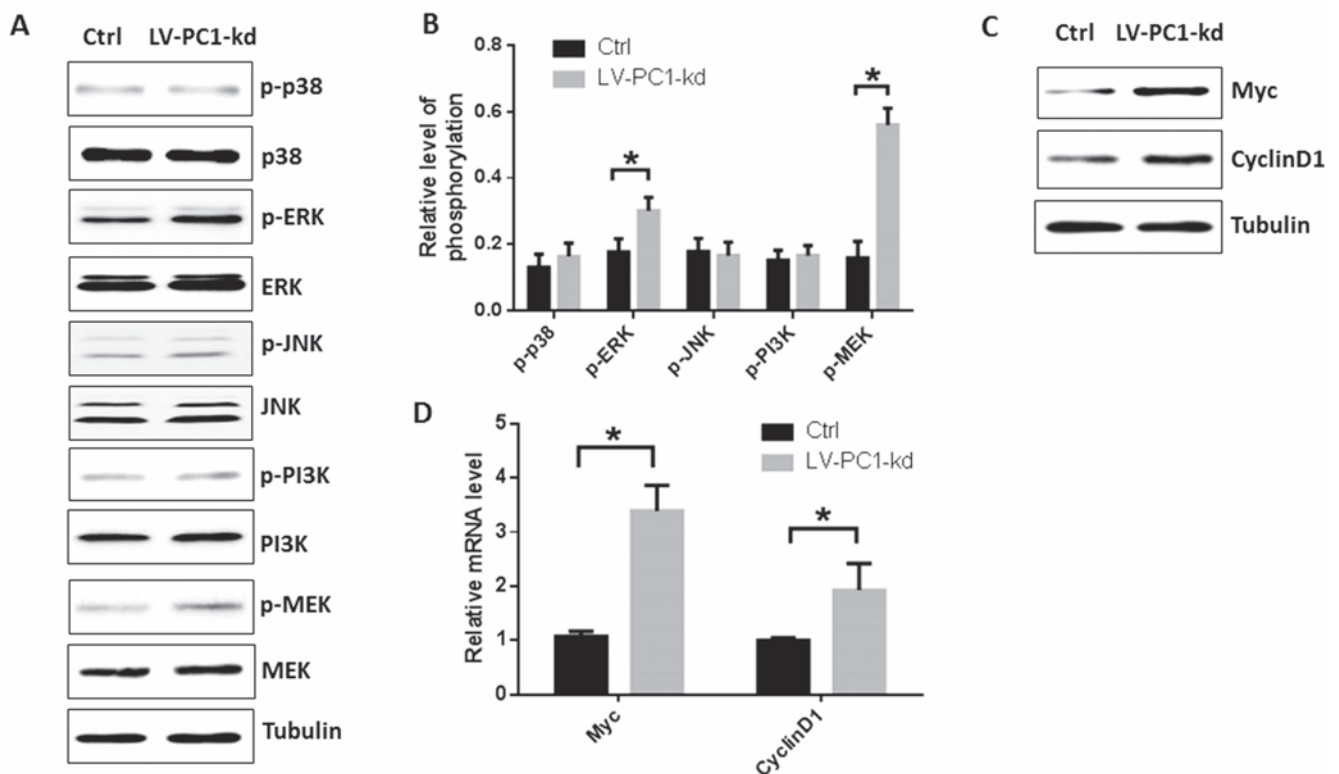 A
Ctrl LV-PC1-kd
p-p38
p38
p-ERK
ERK
p-JNK
JNK
p-PI3K
PI3K
p-MEK
MEK
Tubulin
B
Ctrl
LV-PC1-kd
Relative level of
phosphorylation
0.8
0.6
0.4
0.2
0.0
*
*
p-p38
p-ERK
p-JNK
p-PI3K
p-MEK
C
Ctrl LV-PC1-kd
Myc
CyclinD1
Tubulin
D
Ctrl
LV-PC1-kd
Relative mRNA level
5
4
3
2
1
0
*
*
Myc
CyclinD1